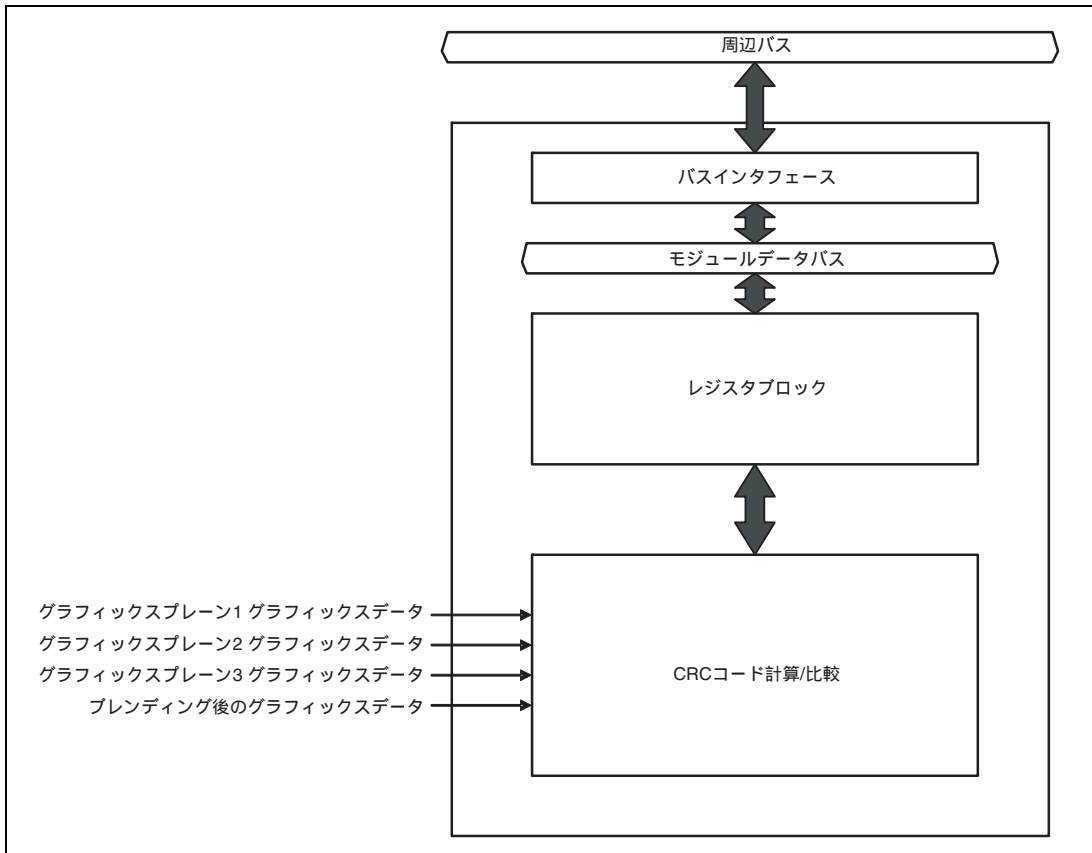 周辺バス
バスインタフェース
モジュールデータバス
レジスタブロック
グラフィックスプレーン1 グラフィックスデータ
グラフィックスプレーン2 グラフィックスデータ
グラフィックスプレーン3 グラフィックスデータ
ブレンディング後のグラフィックスデータ
CRCコード計算/比較